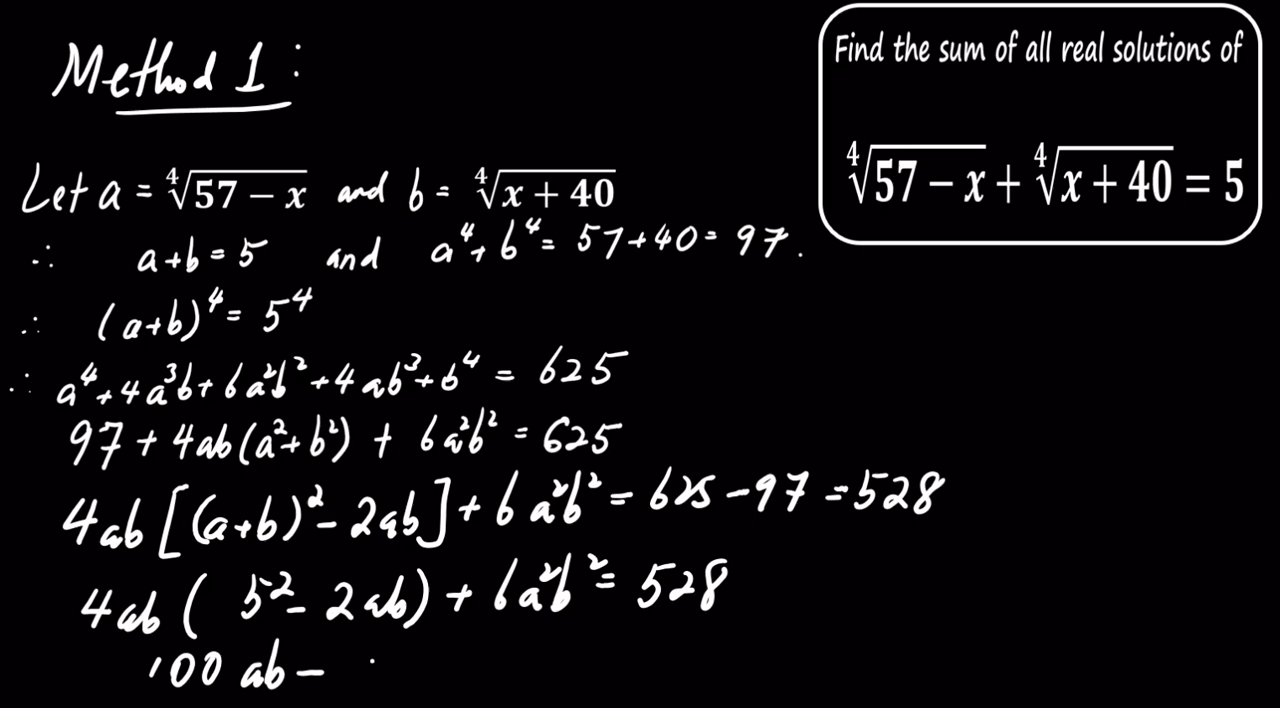 Method 1 :
Find the sum of all real solutions of
∜(57 − x) + ∜(x + 40) = 5
Let a = ∜(57 − x) and b = ∜(x + 40)
∴ a+b = 5 and a⁴ + b⁴ = 57+40 = 97.
∴ (a+b)⁴ = 5⁴
∴ a⁴ + 4a³b + 6a²b² + 4ab³ + b⁴ = 625
97 + 4ab(a²+b²) + 6a²b² = 625
4ab[(a+b)² − 2ab] + 6a²b² = 625 − 97 = 528
4ab( 5² − 2ab) + 6a²b² = 528
100 ab −